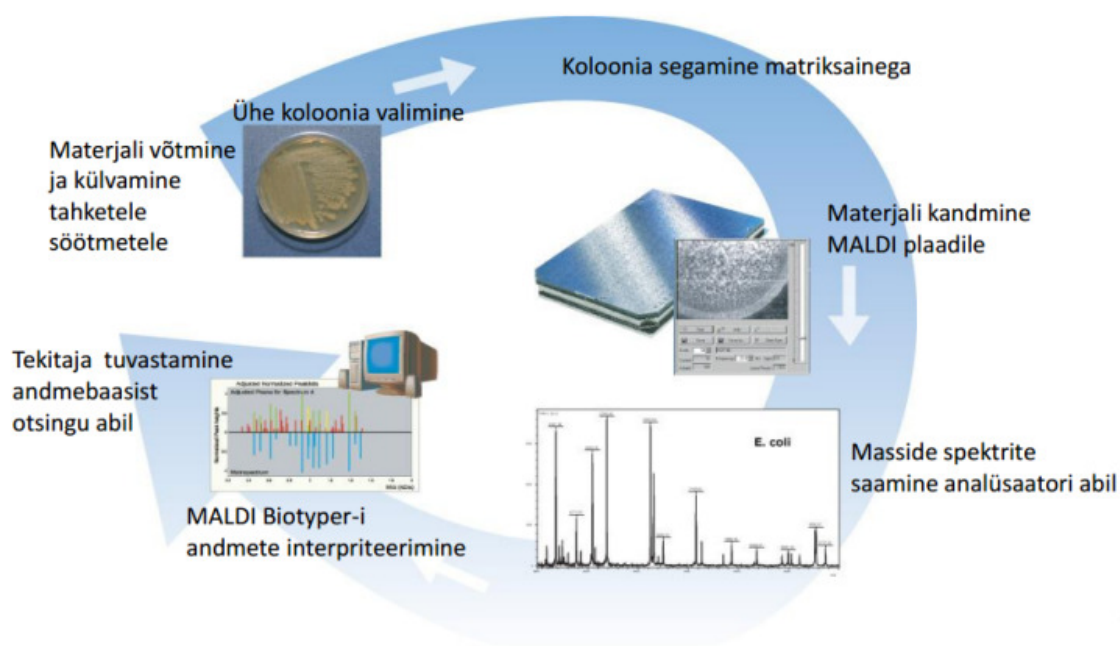 Koloonia segamine matriksainega
Ühe koloonia valimine
Materjali võtmine
ja külvamine
tahketele
söötmetele
Materjali kandmine
MALDI plaadile
Tekitaja tuvastamine
andmebaasist
otsingu abil
E. coli
Masside spektrite
saamine analüsaatori abil
MALDI Biotyper-i
andmete interpriteerimine